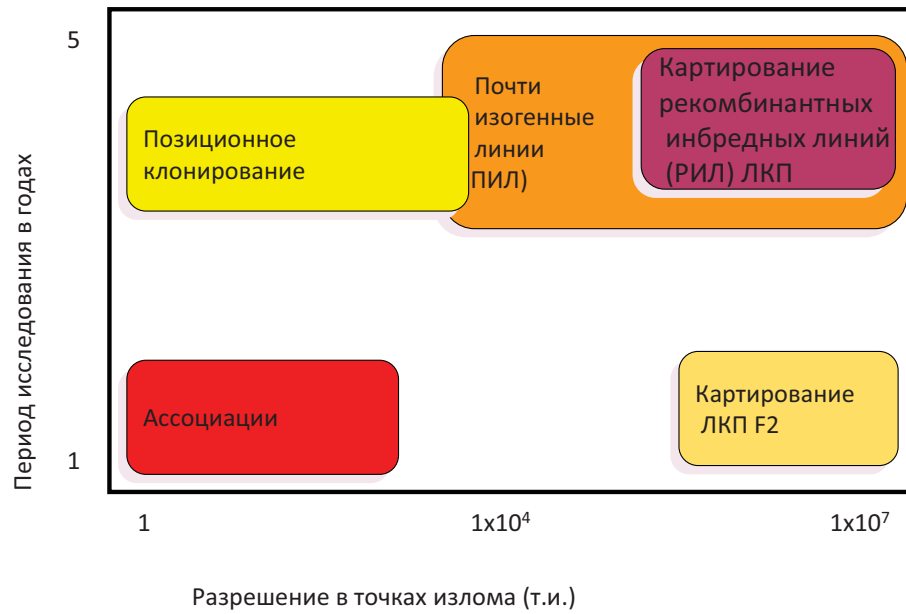 Период исследования в годах
5
1
Почти
изогенные
линии
ПИЛ)
Картирование
рекомбинантных
инбредных линий
(РИЛ) ЛКП
Позиционное
клонирование
Ассоциации
Картирование
ЛКП F2
1
1x10⁴
1x10⁷
Разрешение в точках излома (т.и.)